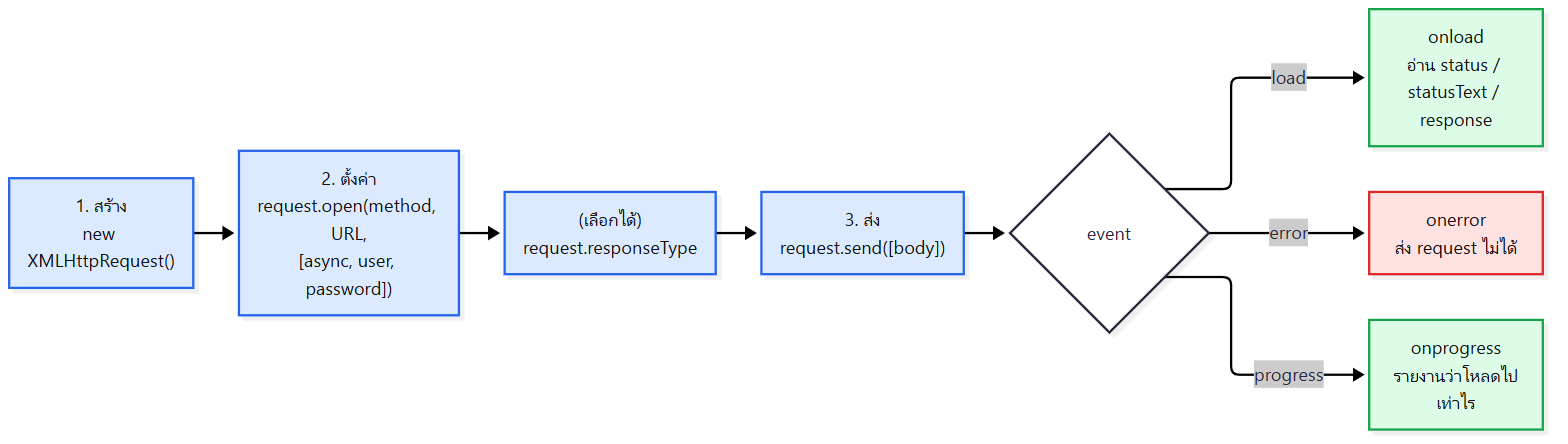 1. สร้าง
new
XMLHttpRequest()
2. ตั้งค่า
request.open(method,
URL,
[async, user,
password])
(เลือกได้)
request.responseType
3. ส่ง
request.send([body])
event
load
onload
อ่าน status /
statusText /
response
error
onerror
ส่ง request ไม่ได้
progress
onprogress
รายงานว่าโหลดไป
เท่าไร